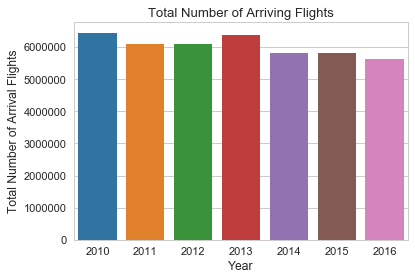 Total Number of Arriving Flights
Total Number of Arrival Flights
6000000
5000000
4000000
3000000
2000000
1000000
0
2010 2011 2012 2013 2014 2015 2016
Year